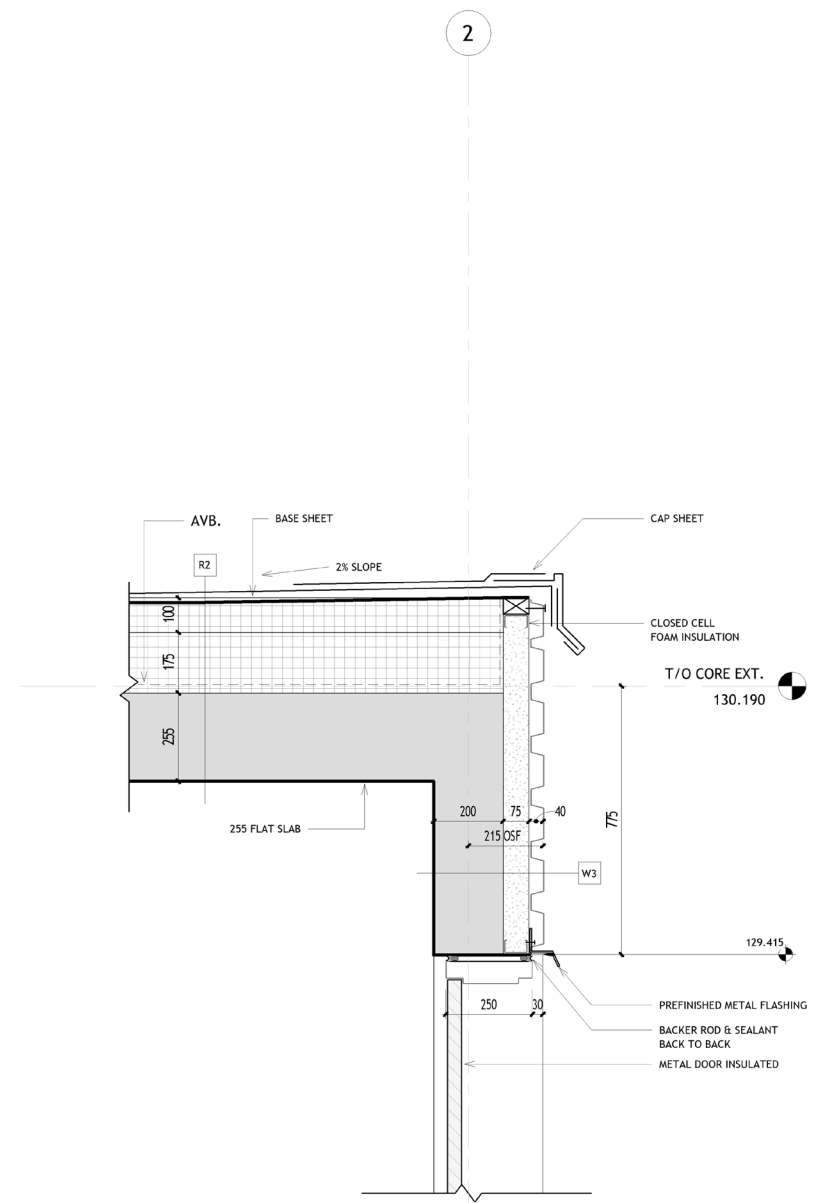 2
AVB.
BASE SHEET
CAP SHEET
R2
2% SLOPE
100
CLOSED CELL
FOAM INSULATION
175
T/O CORE EXT.
130.190
255
200
75
40
775
255 FLAT SLAB
215 OSF
W3
129.415
250
30
PREFINISHED METAL FLASHING
BACKER ROD & SEALANT
BACK TO BACK
METAL DOOR INSULATED